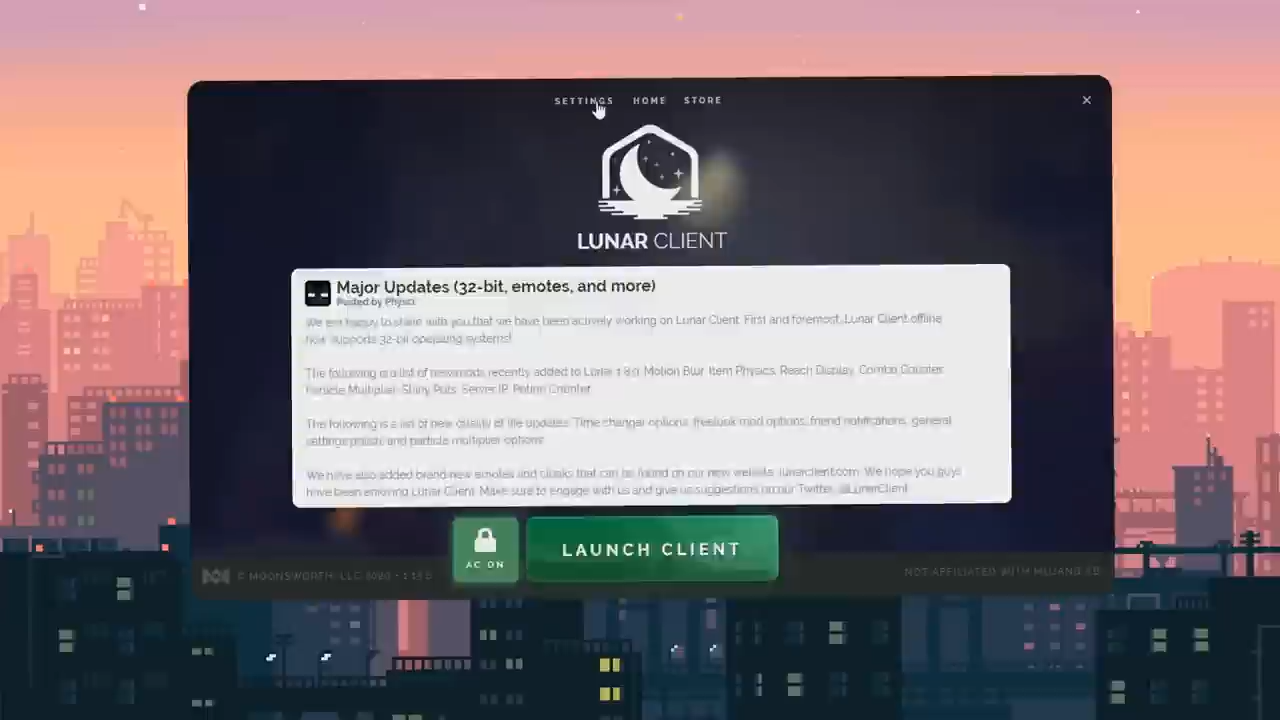 SETTINGS HOME STORE
LUNAR CLIENT
Major Updates (32-bit, emotes, and more)
Posted by Physci
We are happy to share with you that we have been actively working on Lunar Client. First and foremost, Lunar Client offline
now supports 32-bit operating systems!
The following is a list of new mods recently added to Lunar 1.8.9: Motion Blur, Item Physics, Reach Display, Combo Counter,
Particle Multiplier, Shiny Pots, Server IP, Potion Counter.
The following is a list of new quality of life updates: Time changer options, freelook mod options, friend notifications, general
settings polish, and particle multiplier options.
We have also added brand new emotes and cloaks that can be found on our new website, lunarclient.com. We hope you guys
have been enjoying Lunar Client. Make sure to engage with us and give us suggestions on our Twitter, @LunarClient
AC ON
LAUNCH CLIENT
© MOONSWORTH, LLC 2020 •
NOT AFFILIATED WITH MOJANG AB